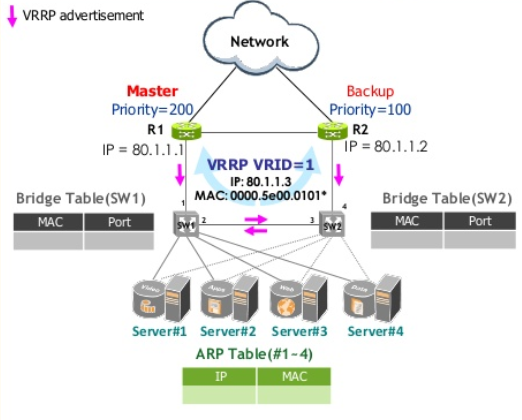 VRRP advertisement
Network
Master
Backup
Priority=200
Priority=100
R1
R2
IP = 80.1.1.1
IP = 80.1.1.2
VRRP VRID=1
IP: 80.1.1.3
MAC: 0000.5e00.0101*
Bridge Table(SW1)
Bridge Table(SW2)
MAC Port
MAC Port
1
4
SW1
2
3
SW2
Video
Apps
Web
Data
Server#1
Server#2
Server#3
Server#4
ARP Table(#1~4)
IP MAC